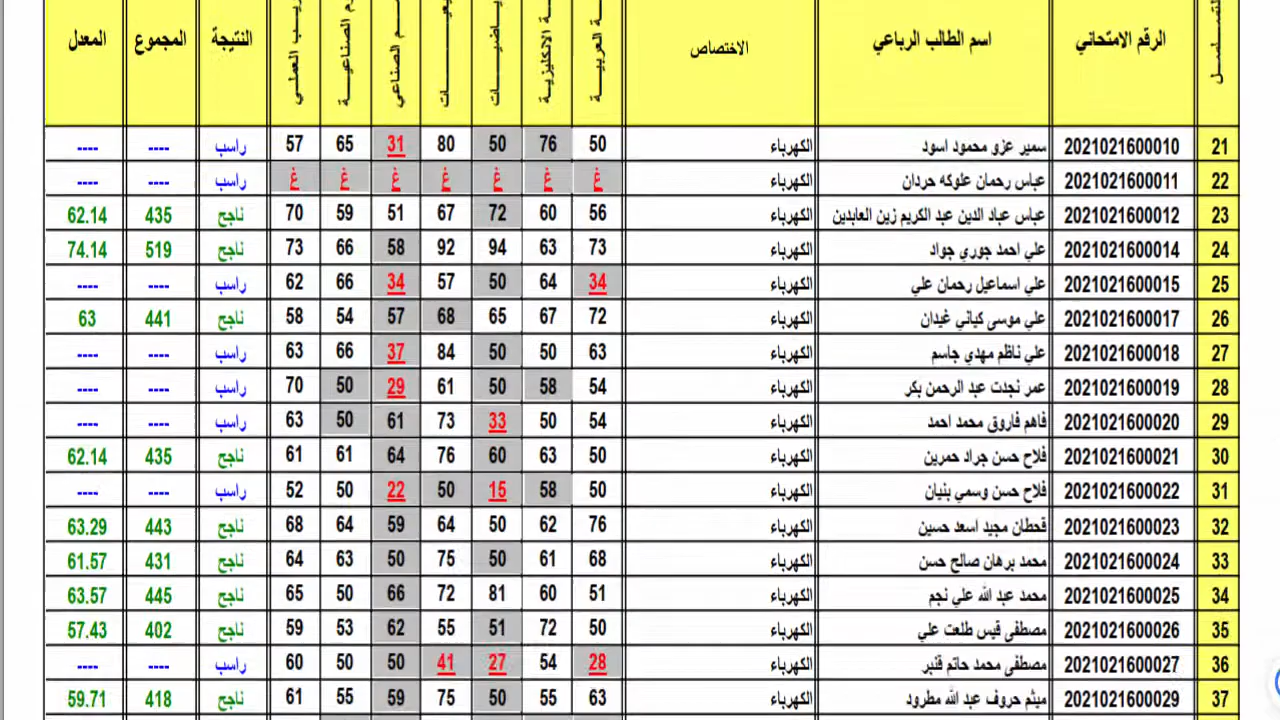 التسلسل الرقم الامتحاني اسم الطالب الرباعي الاختصاص النتيجة المجموع المعدل
21 2021021600010 سمير عزو محمود اسود الكهرباء 50 76 50 80 31 65 57 راسب ---- ----
22 2021021600011 عباس رحمان علوكه حردان الكهرباء غ غ غ غ غ غ غ راسب ---- ----
23 2021021600012 عباس عباد الدين عبد الكريم زين العابدين الكهرباء 56 60 72 67 51 59 70 ناجح 435 62.14
24 2021021600014 علي احمد جوري جواد الكهرباء 73 63 94 92 58 66 73 ناجح 519 74.14
25 2021021600015 علي اسماعيل رحمان علي الكهرباء 34 64 50 57 34 66 62 راسب ---- ----
26 2021021600017 علي موسى كياني غيدان الكهرباء 72 67 65 68 57 54 58 ناجح 441 63
27 2021021600018 علي ناظم مهدي جاسم الكهرباء 63 50 50 84 37 66 63 راسب ---- ----
28 2021021600019 عمر نجدت عبد الرحمن بكر الكهرباء 54 58 50 61 29 50 70 راسب ---- ----
29 2021021600020 فاهم فاروق محمد احمد الكهرباء 54 50 33 73 61 50 63 راسب ---- ----
30 2021021600021 فلاح حسن جراد حمرين الكهرباء 50 63 60 76 64 61 61 ناجح 435 62.14
31 2021021600022 فلاح حسن وسمي بنيان الكهرباء 50 58 15 50 22 50 52 راسب ---- ----
32 2021021600023 قحطان مجيد اسعد حسين الكهرباء 76 62 50 64 59 64 68 ناجح 443 63.29
33 2021021600024 محمد برهان صالح حسن الكهرباء 68 61 50 75 50 63 64 ناجح 431 61.57
34 2021021600025 محمد عبد الله علي نجم الكهرباء 51 60 81 72 66 50 65 ناجح 445 63.57
35 2021021600026 مصطفى قيس طلعت علي الكهرباء 50 72 51 55 62 53 59 ناجح 402 57.43
36 2021021600027 مصطفى محمد حاتم قنبر الكهرباء 28 54 27 41 50 50 60 راسب ---- ----
37 2021021600029 ميثم حروف عبد الله مطرود الكهرباء 63 55 50 75 59 55 61 ناجح 418 59.71